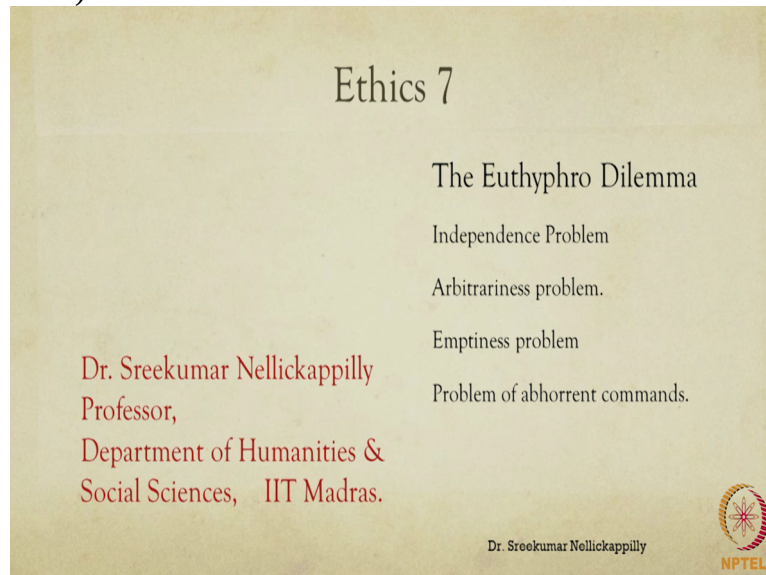 Ethics 7
The Euthyphro Dilemma
Independence Problem
Arbitrariness problem.
Emptiness problem
Problem of abhorrent commands.
Dr. Sreekumar Nellickappilly
Professor,
Department of Humanities &
Social Sciences, IIT Madras.
Dr. Sreekumar Nellickappilly
NPTEL